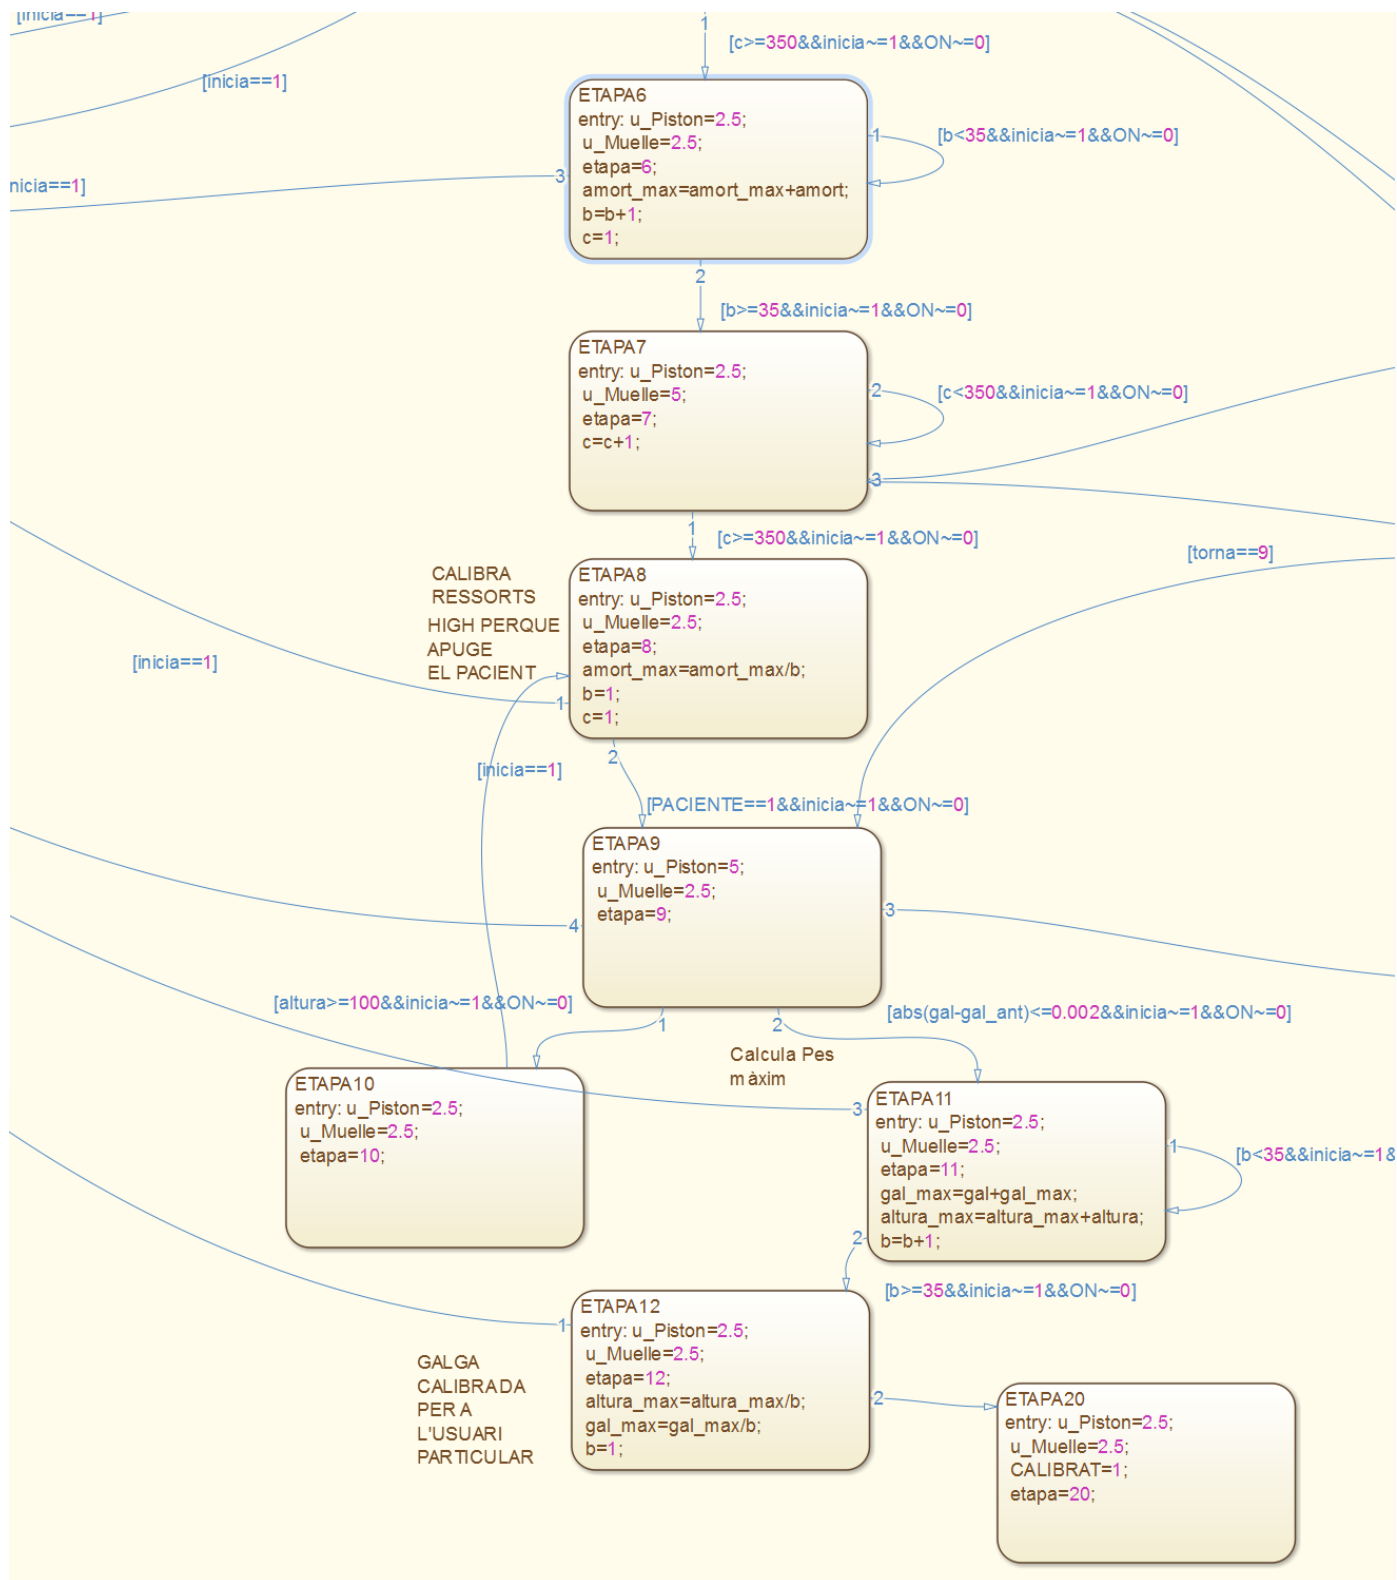 [inicia==1]
1
[c>=350&&inicia~=1&&ON~=0]
[inicia==1]
ETAPA6
entry: u_Piston=2.5;
u_Muelle=2.5;
etapa=6;
amort_max=amort_max+amort;
b=b+1;
c=1;
1
[b<35&&inicia~=1&&ON~=0]
3
nicia==1]
2
[b>=35&&inicia~=1&&ON~=0]
ETAPA7
entry: u_Piston=2.5;
u_Muelle=5;
etapa=7;
c=c+1;
2
[c<350&&inicia~=1&&ON~=0]
3
1
[c>=350&&inicia~=1&&ON~=0]
[torna==9]
CALIBRA
RESSORTS
HIGH PERQUE
APUGE
EL PACIENT
ETAPA8
entry: u_Piston=2.5;
u_Muelle=2.5;
etapa=8;
amort_max=amort_max/b;
b=1;
c=1;
[inicia==1]
1
2
[inicia==1]
[PACIENTE==1&&inicia~=1&&ON~=0]
ETAPA9
entry: u_Piston=5;
u_Muelle=2.5;
etapa=9;
4
3
[altura>=100&&inicia~=1&&ON~=0]
1
2
[abs(gal-gal_ant)<=0.002&&inicia~=1&&ON~=0]
Calcula Pes
màxim
ETAPA10
entry: u_Piston=2.5;
u_Muelle=2.5;
etapa=10;
ETAPA11
entry: u_Piston=2.5;
u_Muelle=2.5;
etapa=11;
gal_max=gal+gal_max;
altura_max=altura_max+altura;
b=b+1;
3
1
[b<35&&inicia~=1&
2
[b>=35&&inicia~=1&&ON~=0]
ETAPA12
entry: u_Piston=2.5;
u_Muelle=2.5;
etapa=12;
altura_max=altura_max/b;
gal_max=gal_max/b;
b=1;
1
2
GALGA
CALIBRADA
PER A
L'USUARI
PARTICULAR
ETAPA20
entry: u_Piston=2.5;
u_Muelle=2.5;
CALIBRAT=1;
etapa=20;